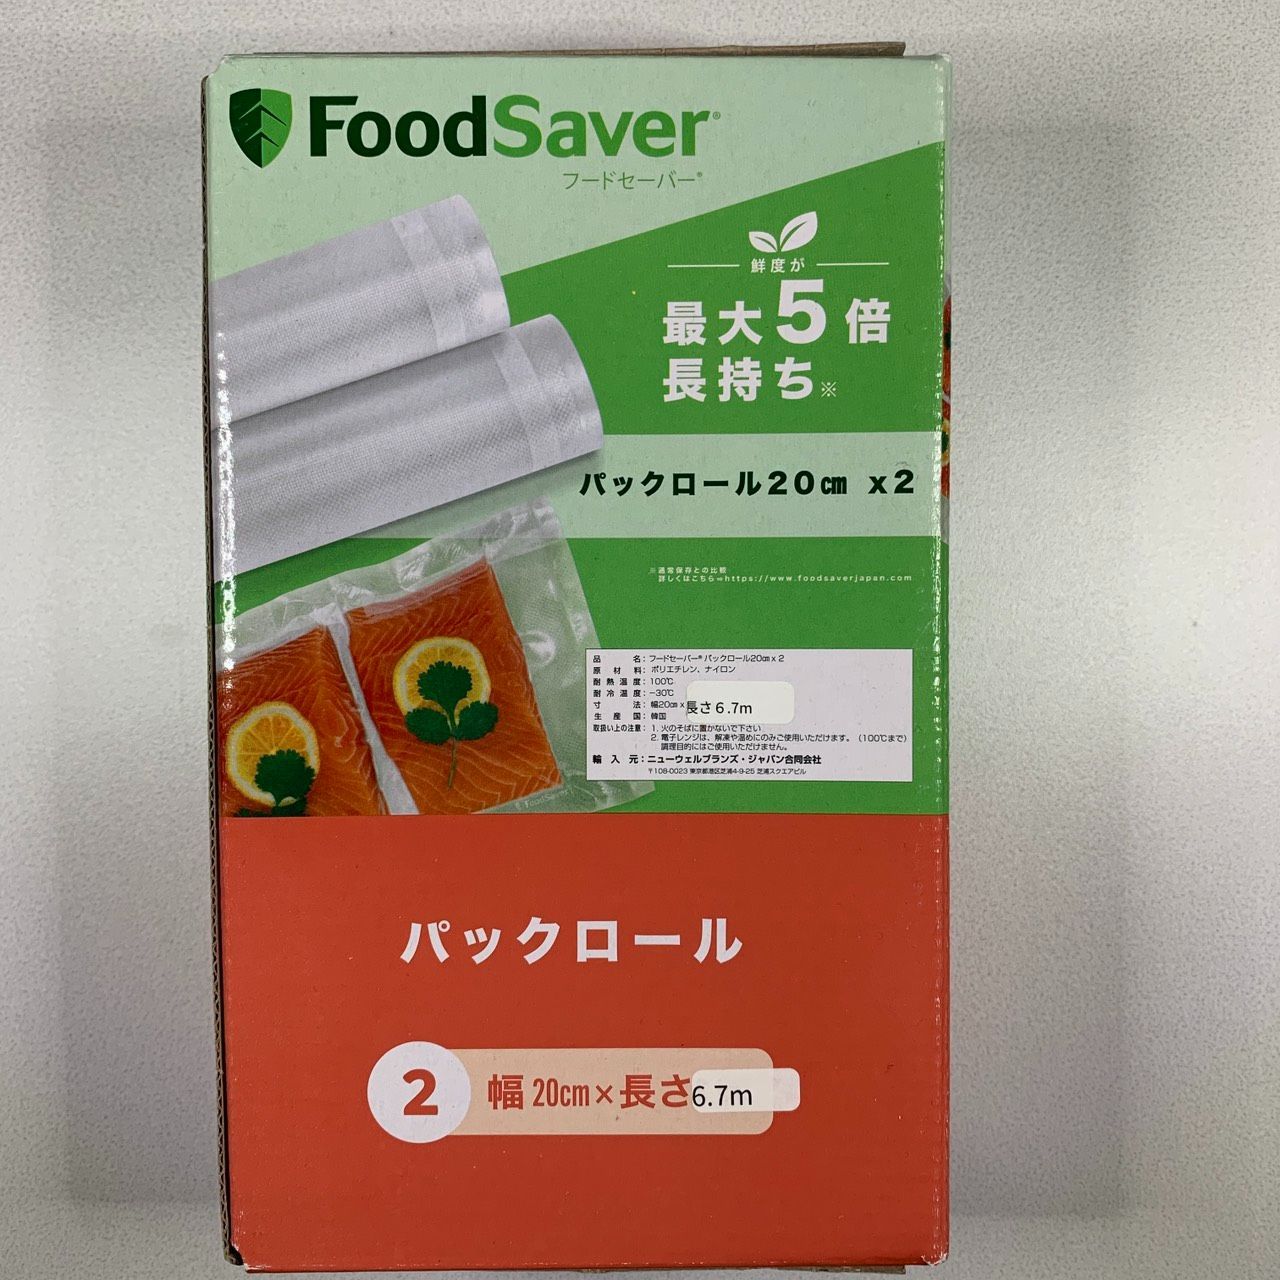 FoodSaver®
フードセーバー®
鮮度が
最大5倍
長持ち※
パックロール20㎝ x2
※通常保存との比較
詳しくはこちら⇒https://www.foodsaverjapan.com
品名：フードセーバー® パックロール20㎝ x 2
原材料：ポリエチレン、ナイロン
耐熱温度：100℃
耐冷温度：-30℃
寸法：幅20㎝ x 長さ6.7m
生産国：韓国
取扱い上の注意：1. 火のそばに置かないで下さい
2. 電子レンジは、解凍や温めにのみご使用いただけます。（100℃まで）
調理目的にはご使用いただけません。
輸入元：ニューウェルブランズ・ジャパン合同会社
〒108-0023 東京都港区芝浦4-9-25 芝浦スクエアビル
FoodSaver
パックロール
2 幅20cm×長さ6.7m